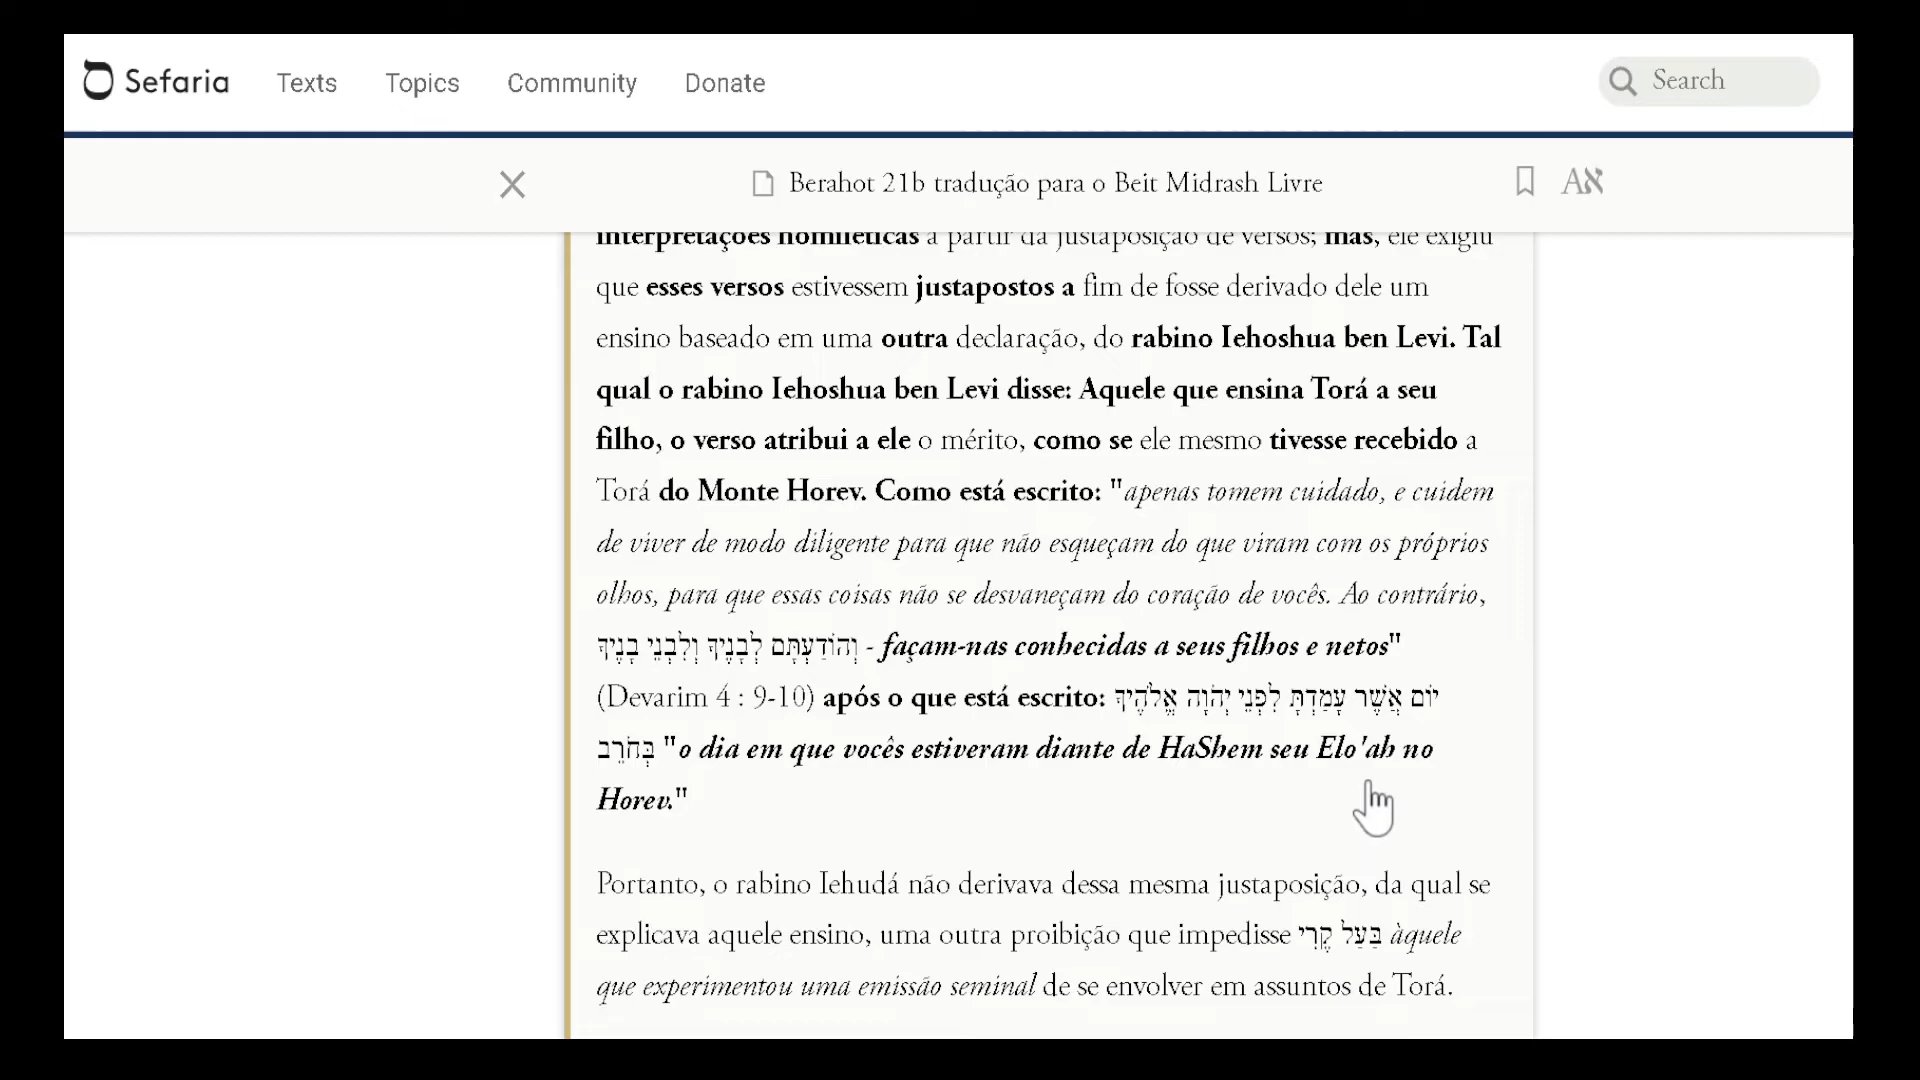 Sefaria Texts Topics Community Donate Search
Berahot 21b tradução para o Beit Midrash Livre
interpretações homiléticas a partir da justaposição de versos; mas, ele exigiu
que esses versos estivessem justapostos a fim de fosse derivado dele um
ensino baseado em uma outra declaração, do rabino Iehoshua ben Levi. Tal
qual o rabino Iehoshua ben Levi disse: Aquele que ensina Torá a seu
filho, o verso atribui a ele o mérito, como se ele mesmo tivesse recebido a
Torá do Monte Horev. Como está escrito: "apenas tomem cuidado, e cuidem
de viver de modo diligente para que não esqueçam do que viram com os próprios
olhos, para que essas coisas não se desvaneçam do coração de vocês. Ao contrário,
וְהוֹדַעְתָּם לְבָנֶיךָ וְלִבְנֵי בָנֶיךָ - façam-nas conhecidas a seus filhos e netos"
(Devarim 4 : 9-10) após o que está escrito: יוֹם אֲשֶׁר עָמַדְתָּ לִפְנֵי יְהֹוָה אֱלֹהֶיךָ
בְּחֹרֵב "o dia em que vocês estiveram diante de HaShem seu Elo'ah no
Horev."
Portanto, o rabino Iehudá não derivava dessa mesma justaposição, da qual se
explicava aquele ensino, uma outra proibição que impedisse בַּעַל קֶרִי àquele
que experimentou uma emissão seminal de se envolver em assuntos de Torá.